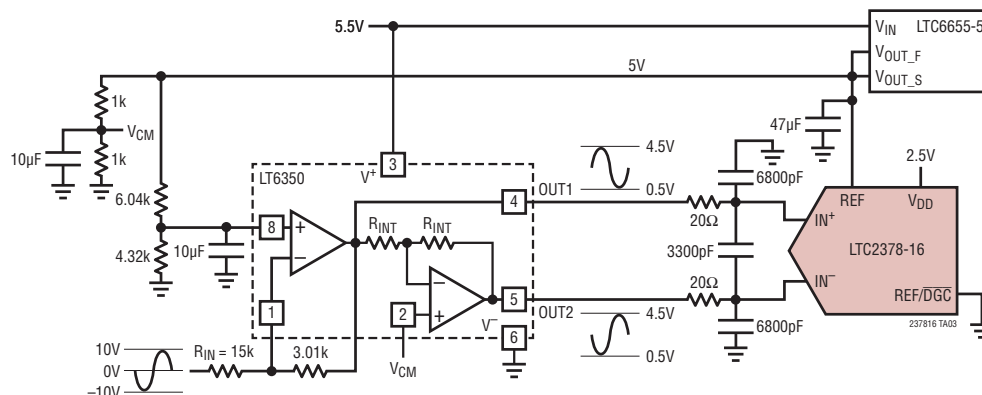 5.5V
VIN
LTC6655-5
VOUT_F
VOUT_S
5V
1k
VCM
10µF
1k
47µF
3
V+
LT6350
4.5V
0.5V
6800pF
2.5V
6.04k
4
OUT1
8
RINT
RINT
20Ω
REF
VDD
IN+
4.32k
10µF
3300pF
LTC2378-16
1
2
5
V−
OUT2
20Ω
IN−
REF/DGC
6
4.5V
0.5V
6800pF
237816 TA03
VCM
10V
0V
–10V
RIN = 15k
3.01k
+
−
−
+